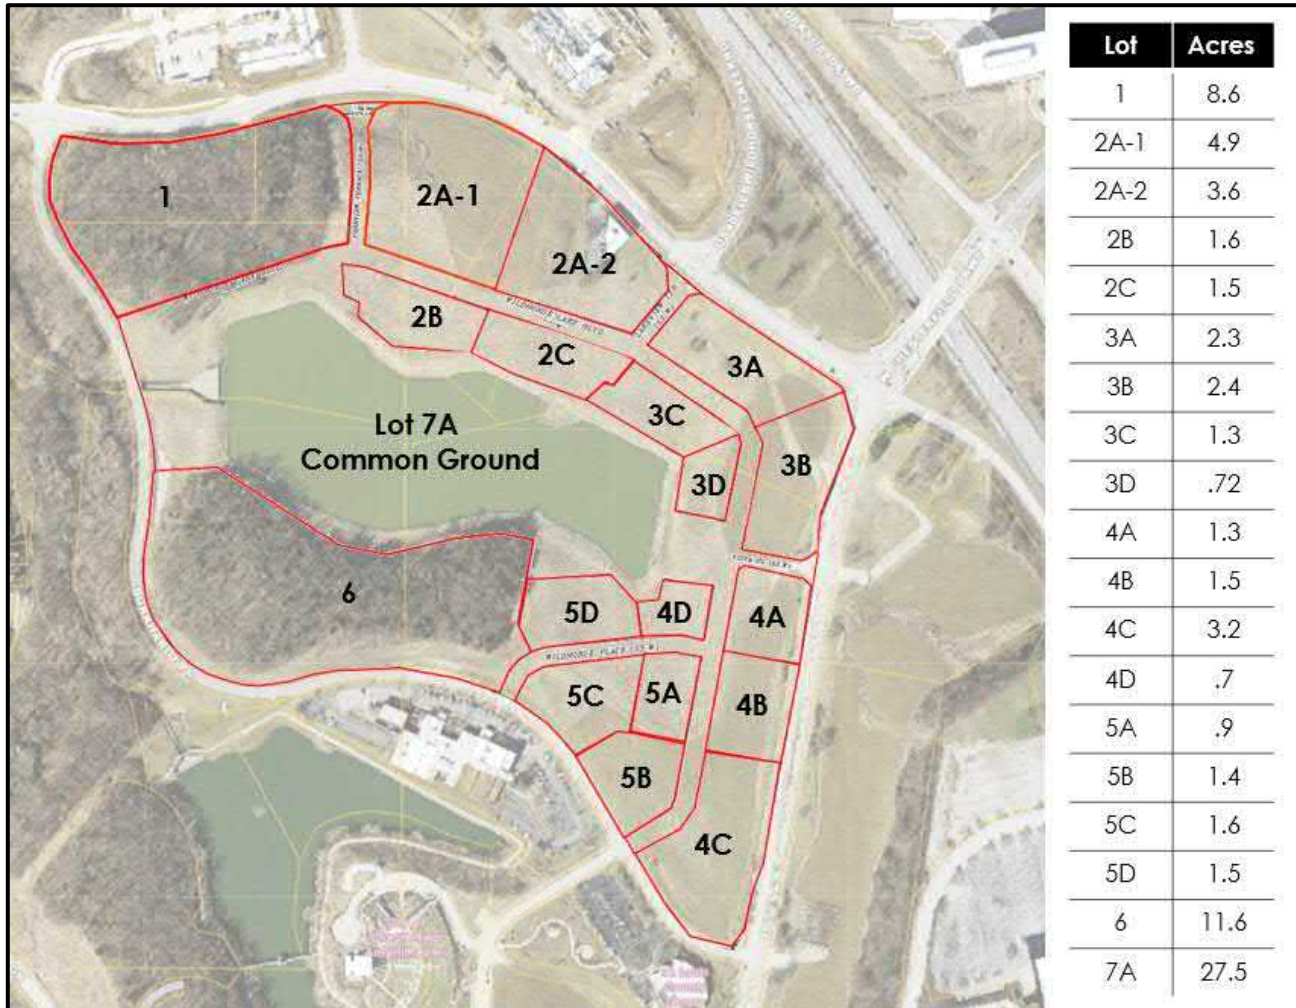 1
2A-1
2A-2
2B
2C
3A
3C
3B
3D
Lot 7A
Common Ground
6
5D
4D
4A
5C
5A
4B
5B
4C
WILDHORSE LAKE BLVD
Lot Acres
1 8.6
2A-1 4.9
2A-2 3.6
2B 1.6
2C 1.5
3A 2.3
3B 2.4
3C 1.3
3D .72
4A 1.3
4B 1.5
4C 3.2
4D .7
5A .9
5B 1.4
5C 1.6
5D 1.5
6 11.6
7A 27.5